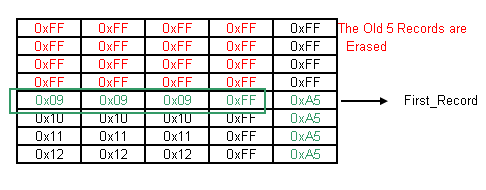 0xFF 0xFF 0xFF 0xFF 0xFF The Old 5 Records are
0xFF 0xFF 0xFF 0xFF 0xFF Erased
0xFF 0xFF 0xFF 0xFF 0xFF
0xFF 0xFF 0xFF 0xFF 0xFF
0x09 0x09 0x09 0xFF 0xA5 First_Record
0x10 0x10 0x10 0xFF 0xA5
0x11 0x11 0x11 0xFF 0xA5
0x12 0x12 0x12 0xFF 0xA5